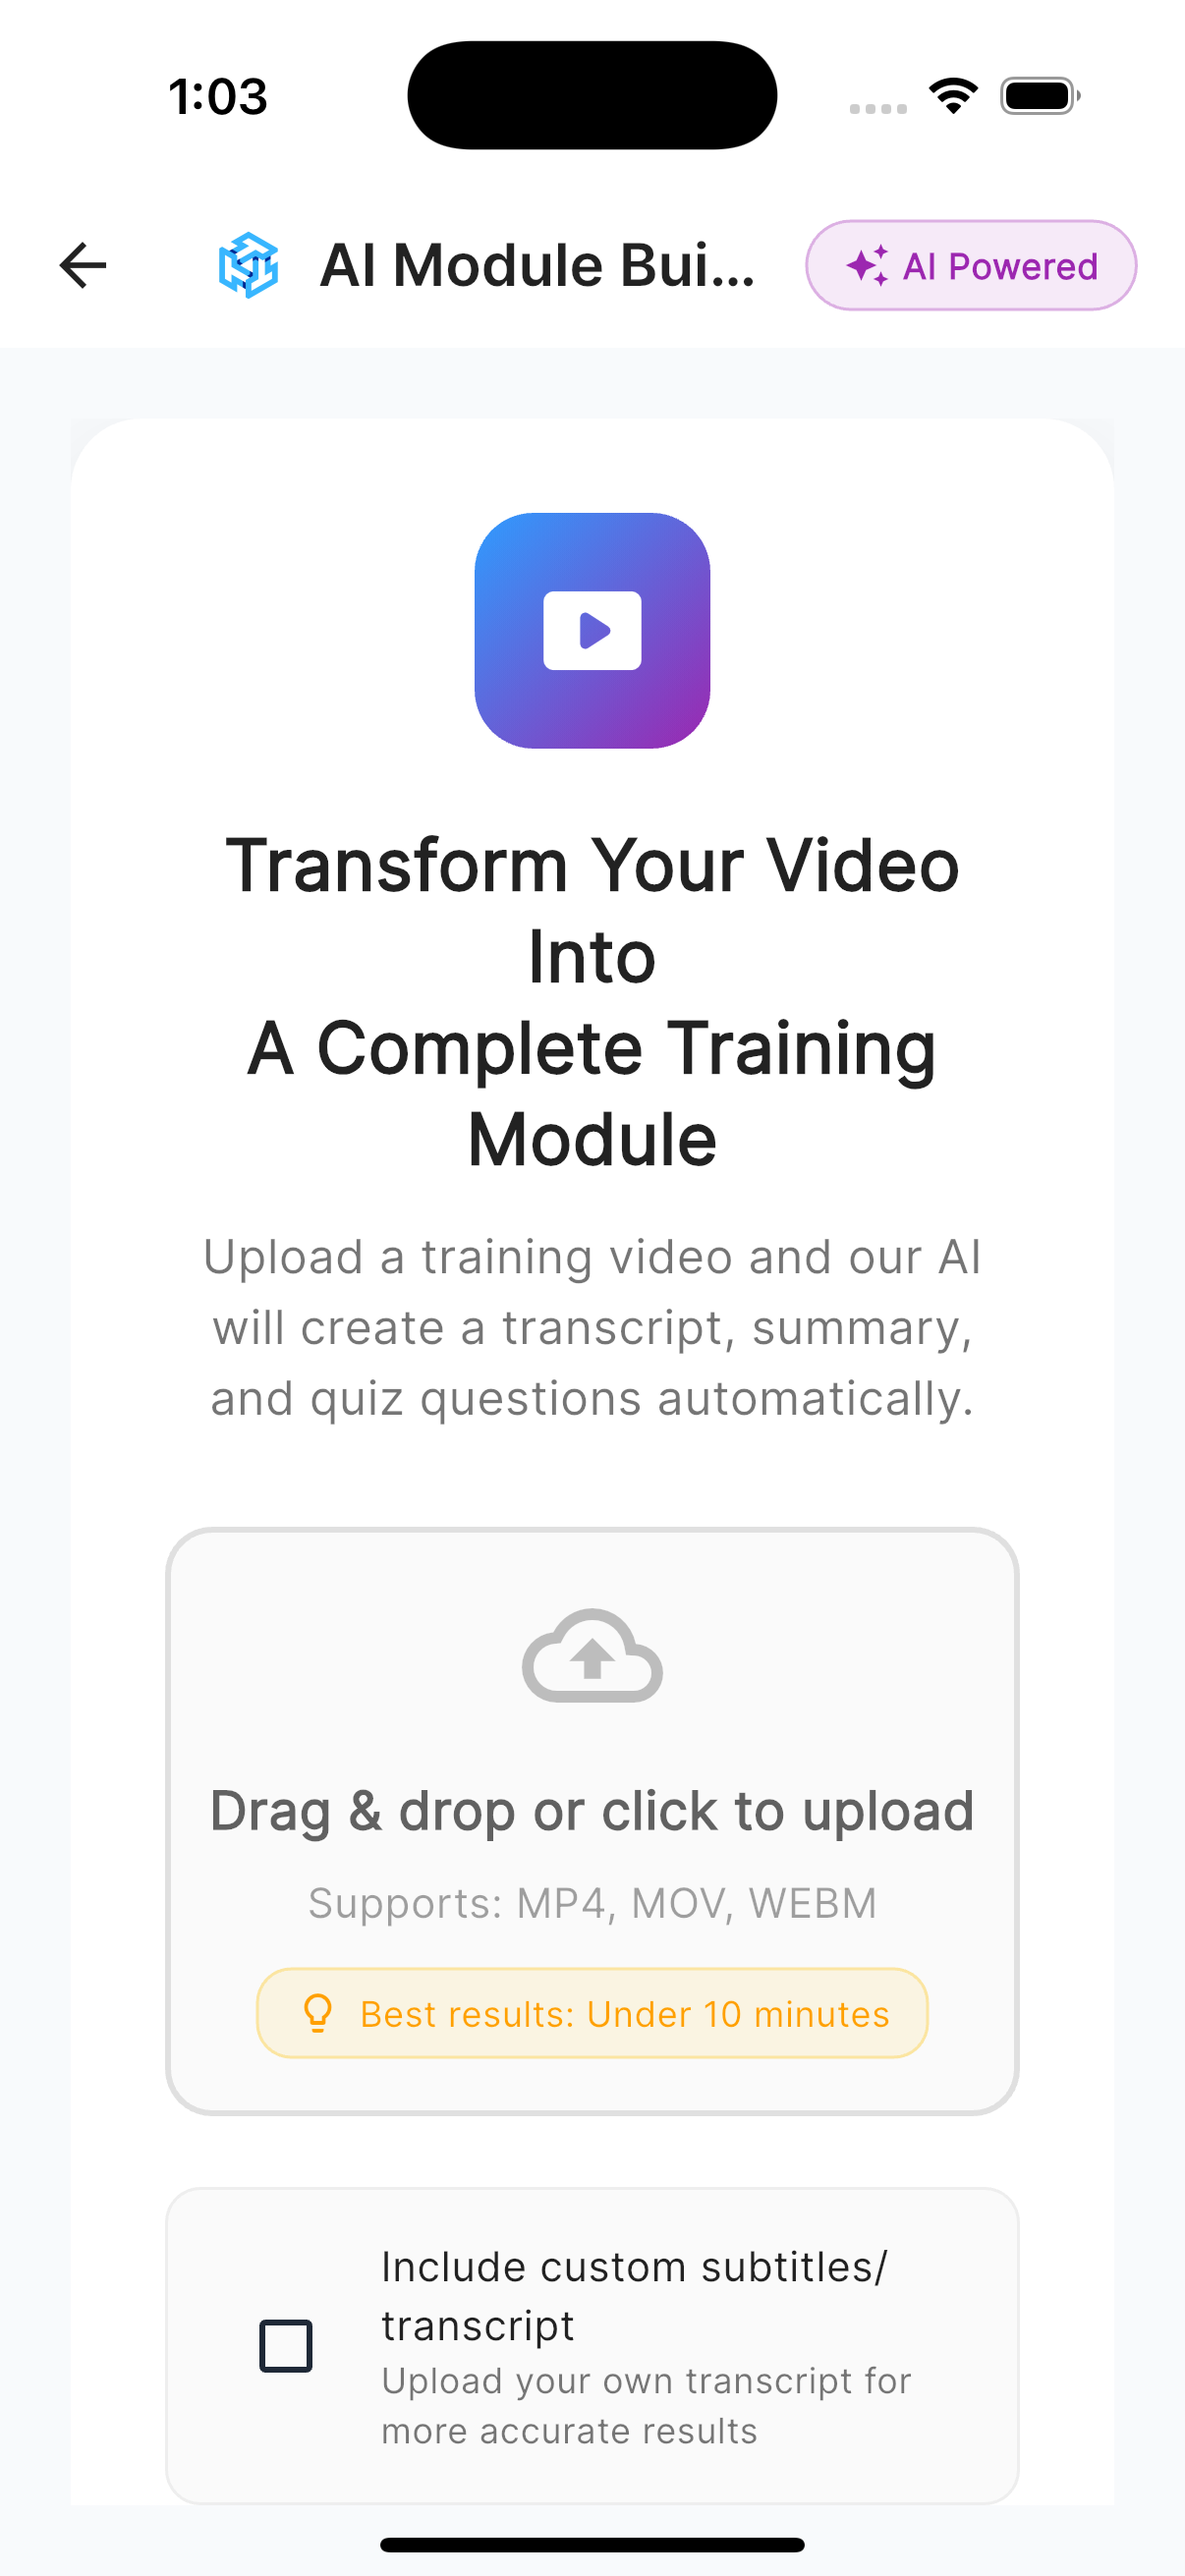 1:03
AI Module Bui...
AI Powered
Transform Your Video
Into
A Complete Training
Module
Upload a training video and our AI
will create a transcript, summary,
and quiz questions automatically.
Drag & drop or click to upload
Supports: MP4, MOV, WEBM
Best results: Under 10 minutes
Include custom subtitles/
transcript
Upload your own transcript for
more accurate results